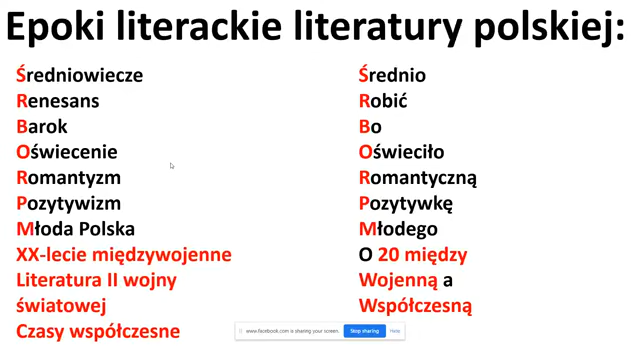 Epoki literackie literatury polskiej:
Średniowiecze
Renesans
Barok
Oświecenie
Romantyzm
Pozytywizm
Młoda Polska
XX-lecie międzywojenne
Literatura II wojny
światowej
Czasy współczesne
Średnio
Robić
Bo
Oświeciło
Romantyczną
Pozytywkę
Młodego
O 20 między
Wojenną a
Współczesną
www.facebook.com is sharing your screen. Stop sharing Hide